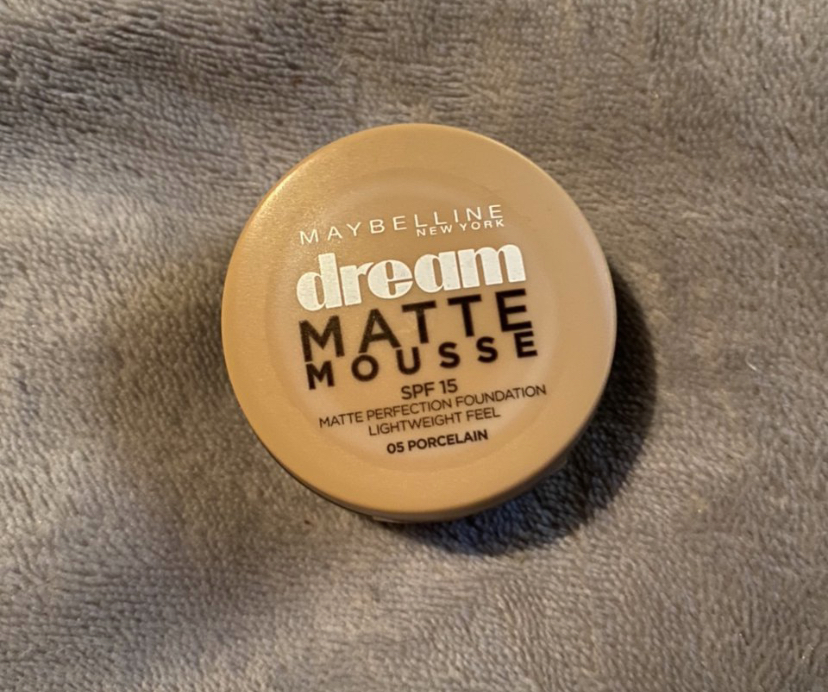 MAYBELLINE
NEW YORK
dream
MATTE
MOUSSE
SPF 15
MATTE PERFECTION FOUNDATION
LIGHTWEIGHT FEEL
05 PORCELAIN